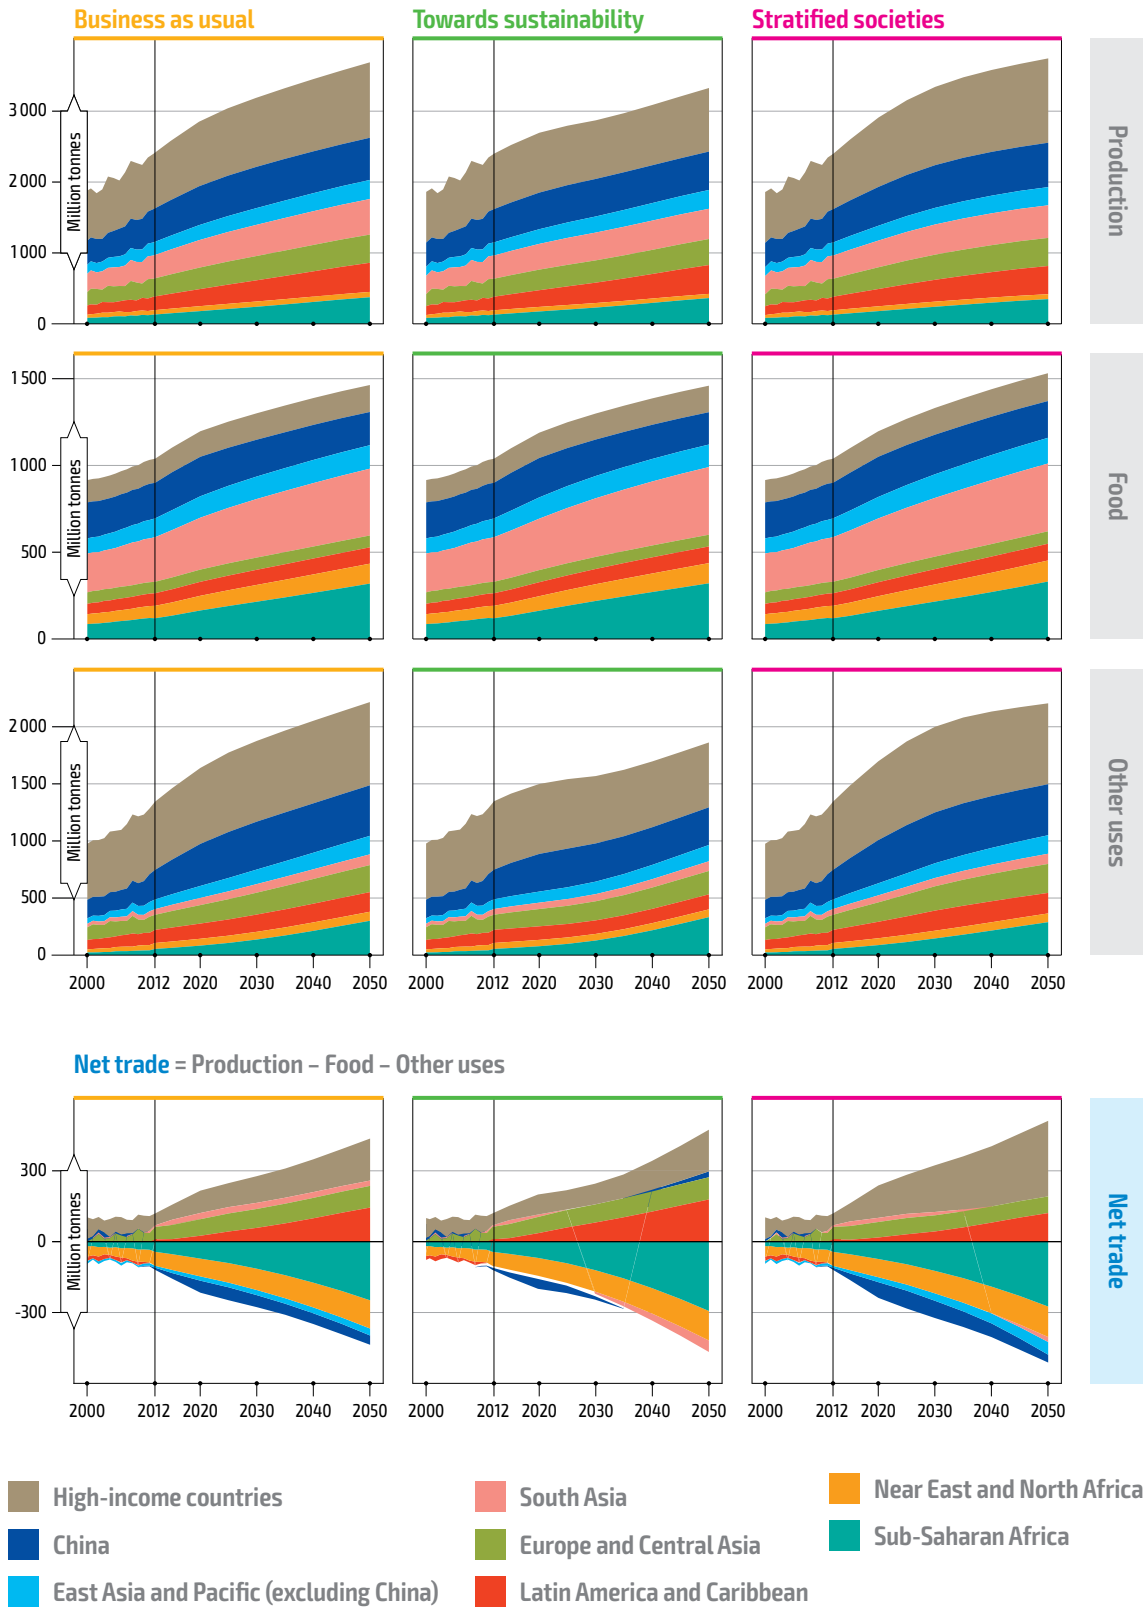 Business as usual
Towards sustainability
Stratified societies
3 000
2 000
1 000
0
Million tonnes
Production
1 500
1 000
500
0
Million tonnes
Food
2 000
1 500
1 000
500
0
Million tonnes
Other uses
2000 2012 2020 2030 2040 2050
2000 2012 2020 2030 2040 2050
2000 2012 2020 2030 2040 2050
Net trade = Production – Food – Other uses
300
0
-300
Million tonnes
Net trade
2000 2012 2020 2030 2040 2050
2000 2012 2020 2030 2040 2050
2000 2012 2020 2030 2040 2050
High-income countries
China
East Asia and Pacific (excluding China)
South Asia
Europe and Central Asia
Latin America and Caribbean
Near East and North Africa
Sub-Saharan Africa